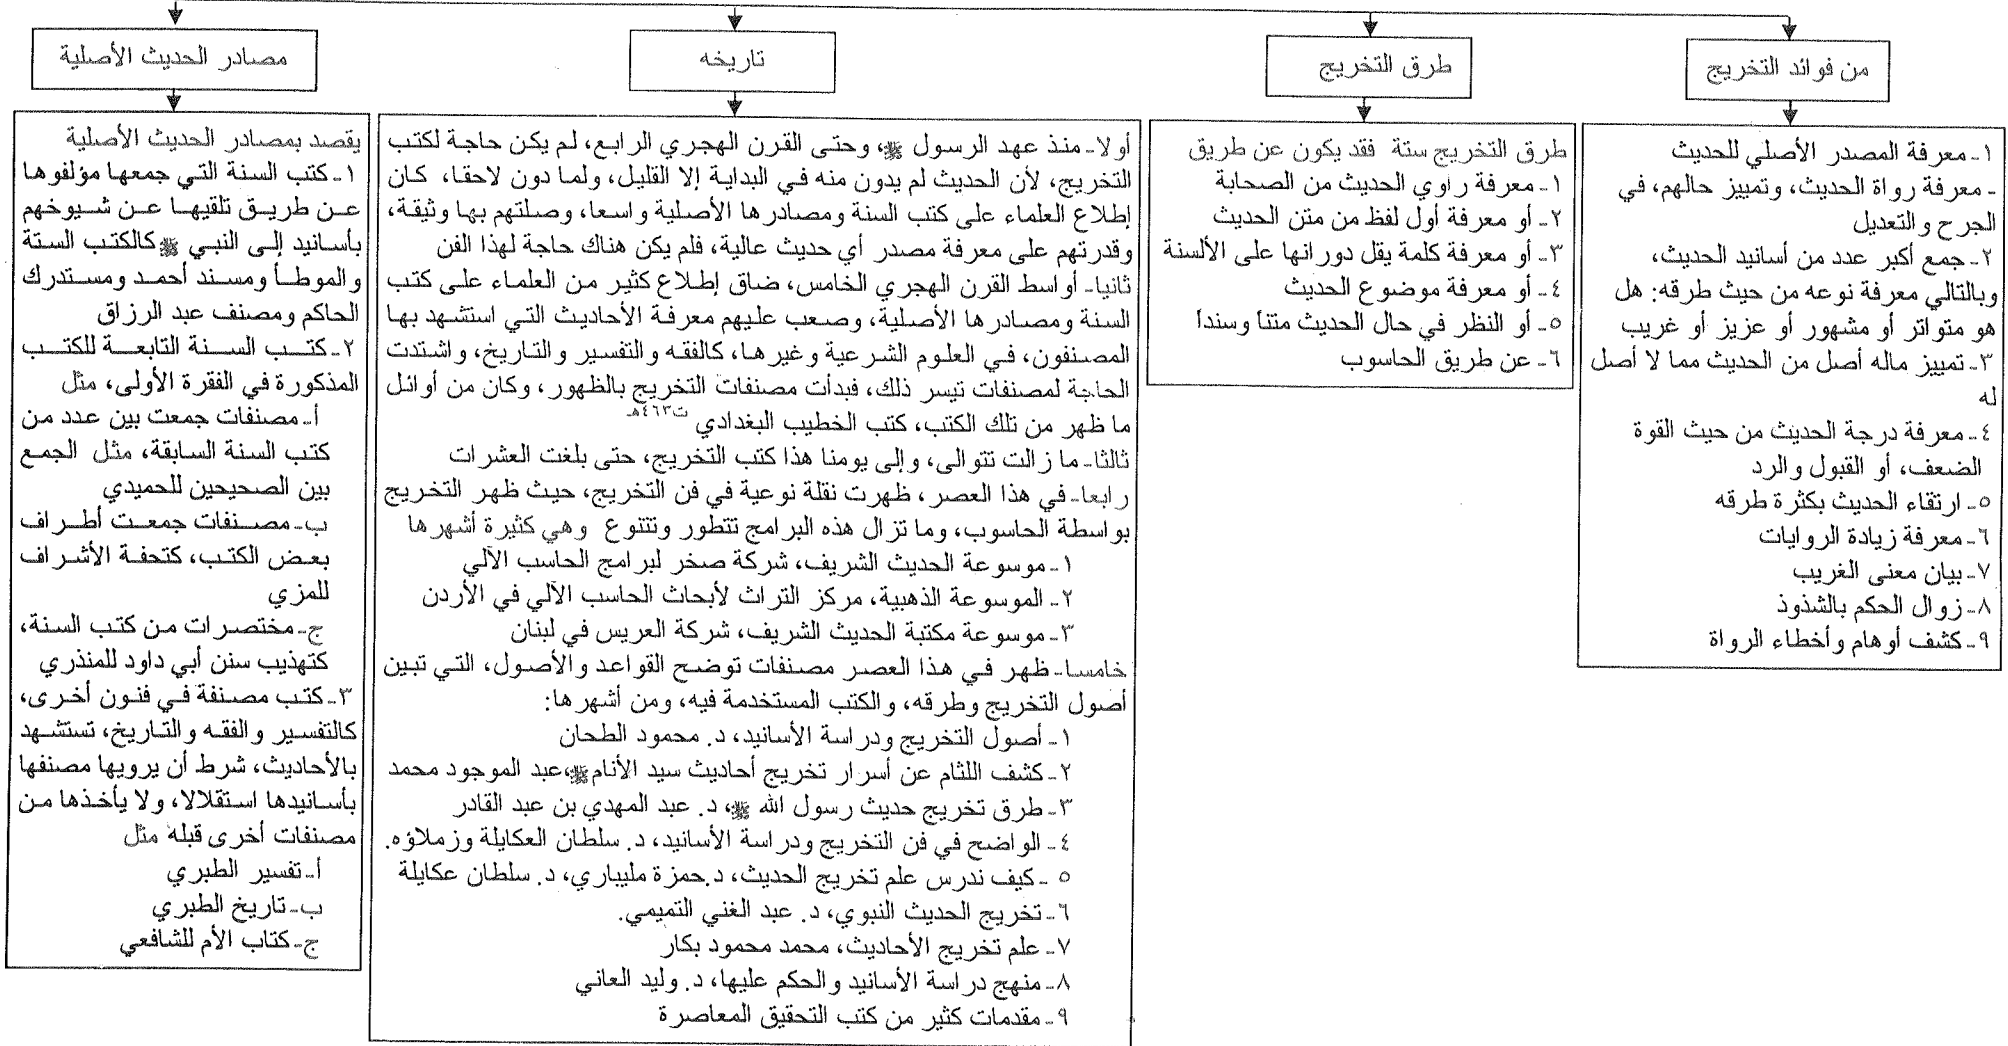 من فوائد التخريج
١- معرفة المصدر الأصلي للحديث
- معرفة رواة الحديث، وتمييز حالهم، في
الجرح والتعديل
٢- جمع أكبر عدد من أسانيد الحديث،
وبالتالي معرفة نوعه من حيث طرقه: هل
هو متواتر أو مشهور أو عزيز أو غريب
٣- تمييز ماله أصل من الحديث مما لا أصل
له
٤- معرفة درجة الحديث من حيث القوة
الضعف، أو القبول والرد
٥- ارتقاء الحديث بكثرة طرقه
٦- معرفة زيادة الروايات
٧- بيان معنى الغريب
٨- زوال الحكم بالشذوذ
٩- كشف أوهام وأخطاء الرواة
طرق التخريج
طرق التخريج ستة فقد يكون عن طريق
١- معرفة راوي الحديث من الصحابة
٢- أو معرفة أول لفظ من متن الحديث
٣- أو معرفة كلمة يقل دورانها على الألسنة
٤- أو معرفة موضوع الحديث
٥- أو النظر في حال الحديث متناً وسنداً
٦- عن طريق الحاسوب
تاريخه
أولا- منذ عهد الرسول ﷺ، وحتى القرن الهجري الرابع، لم يكن حاجة لكتب
التخريج، لأن الحديث لم يدون منه في البداية إلا القليل، ولما دون لاحقا، كان
إطلاع العلماء على كتب السنة ومصادرها الأصلية واسعا، وصلتهم بها وثيقة،
وقدرتهم على معرفة مصدر أي حديث عالية، فلم يكن هناك حاجة لهذا الفن
ثانيا- أواسط القرن الهجري الخامس، ضاق إطلاع كثير من العلماء على كتب
السنة ومصادرها الأصلية، وصعب عليهم معرفة الأحاديث التي استشهد بها
المصنفون، في العلوم الشرعية وغيرها، كالفقه والتفسير والتاريخ، واشتدت
الحاجة لمصنفات تيسر ذلك، فبدأت مصنفات التخريج بالظهور، وكان من أوائل
ما ظهر من تلك الكتب، كتب الخطيب البغدادي ت٤٦٣هـ
ثالثا- ما زالت تتوالى، وإلى يومنا هذا كتب التخريج، حتى بلغت العشرات
رابعا- في هذا العصر، ظهرت نقلة نوعية في فن التخريج، حيث ظهر التخريج
بواسطة الحاسوب، وما تزال هذه البرامج تتطور وتتنوع وهي كثيرة أشهرها
١- موسوعة الحديث الشريف، شركة صخر لبرامج الحاسب الآلي
٢- الموسوعة الذهبية، مركز التراث لأبحاث الحاسب الآلي في الأردن
٣- موسوعة مكتبة الحديث الشريف، شركة العريس في لبنان
خامسا- ظهر في هذا العصر مصنفات توضح القواعد والأصول، التي تبين
أصول التخريج وطرقه، والكتب المستخدمة فيه، ومن أشهرها:
١- أصول التخريج ودراسة الأسانيد، د. محمود الطحان
٢- كشف اللثام عن أسرار تخريج أحاديث سيد الأنامﷺ،عبد الموجود محمد
٣- طرق تخريج حديث رسول الله ﷺ، د. عبد المهدي بن عبد القادر
٤- الواضح في فن التخريج ودراسة الأسانيد، د. سلطان العكايلة وزملاؤه.
٥ - كيف ندرس علم تخريج الحديث، د.حمزة مليباري، د. سلطان عكايلة
٦- تخريج الحديث النبوي، د. عبد الغني التميمي.
٧- علم تخريج الأحاديث، محمد محمود بكار
٨- منهج دراسة الأسانيد والحكم عليها، د. وليد العاني
٩- مقدمات كثير من كتب التحقيق المعاصرة
مصادر الحديث الأصلية
يقصد بمصادر الحديث الأصلية
١- كتب السنة التي جمعها مؤلفوها
عن طريق تلقيها عن شيوخهم
بأسانيد إلى النبي ﷺ كالكتب الستة
والموطأ ومسند أحمد ومستدرك
الحاكم ومصنف عبد الرزاق
٢- كتب السنة التابعة للكتب
المذكورة في الفقرة الأولى، مثل
أ- مصنفات جمعت بين عدد من
كتب السنة السابقة، مثل الجمع
بين الصحيحين للحميدي
ب- مصنفات جمعت أطراف
بعض الكتب، كتحفة الأشراف
للمزي
ج- مختصرات من كتب السنة،
كتهذيب سنن أبي داود للمنذري
٣- كتب مصنفة في فنون أخرى،
كالتفسير والفقه والتاريخ، تستشهد
بالأحاديث، شرط أن يرويها مصنفها
بأسانيدها استقلالا، ولا يأخذها من
مصنفات أخرى قبله مثل
أ- تفسير الطبري
ب- تاريخ الطبري
ج- كتاب الأم للشافعي